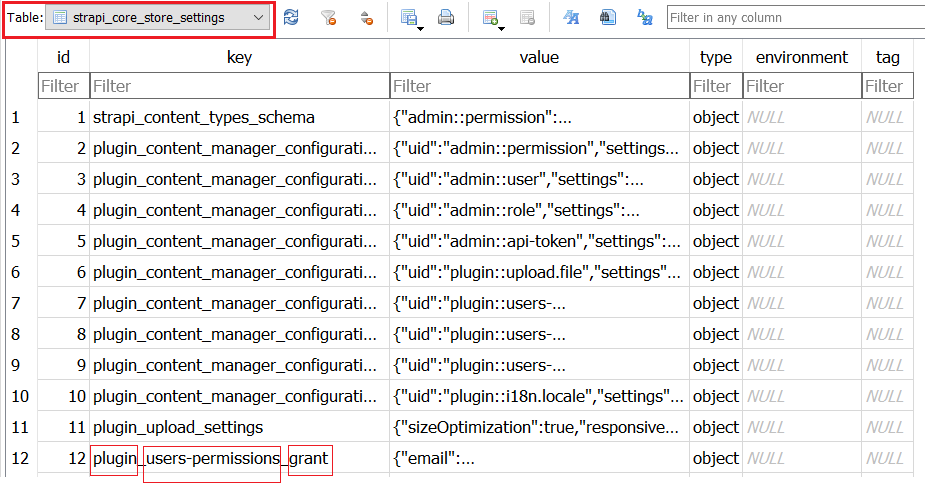 Table: strapi_core_store_settings Filter in any column
id key value type environment tag
Filter Filter Filter Filter Filter Filter
1 1 strapi_content_types_schema {"admin::permission":... object NULL NULL
2 2 plugin_content_manager_configurati... {"uid":"admin::permission","settings... object NULL NULL
3 3 plugin_content_manager_configurati... {"uid":"admin::user","settings":... object NULL NULL
4 4 plugin_content_manager_configurati... {"uid":"admin::role","settings":... object NULL NULL
5 5 plugin_content_manager_configurati... {"uid":"admin::api-token","settings":... object NULL NULL
6 6 plugin_content_manager_configurati... {"uid":"plugin::upload.file","settings"... object NULL NULL
7 7 plugin_content_manager_configurati... {"uid":"plugin::users-... object NULL NULL
8 8 plugin_content_manager_configurati... {"uid":"plugin::users-... object NULL NULL
9 9 plugin_content_manager_configurati... {"uid":"plugin::users-... object NULL NULL
10 10 plugin_content_manager_configurati... {"uid":"plugin::i18n.locale","settings"... object NULL NULL
11 11 plugin_upload_settings {"sizeOptimization":true,"responsive... object NULL NULL
12 12 plugin_users-permissions_grant {"email":... object NULL NULL